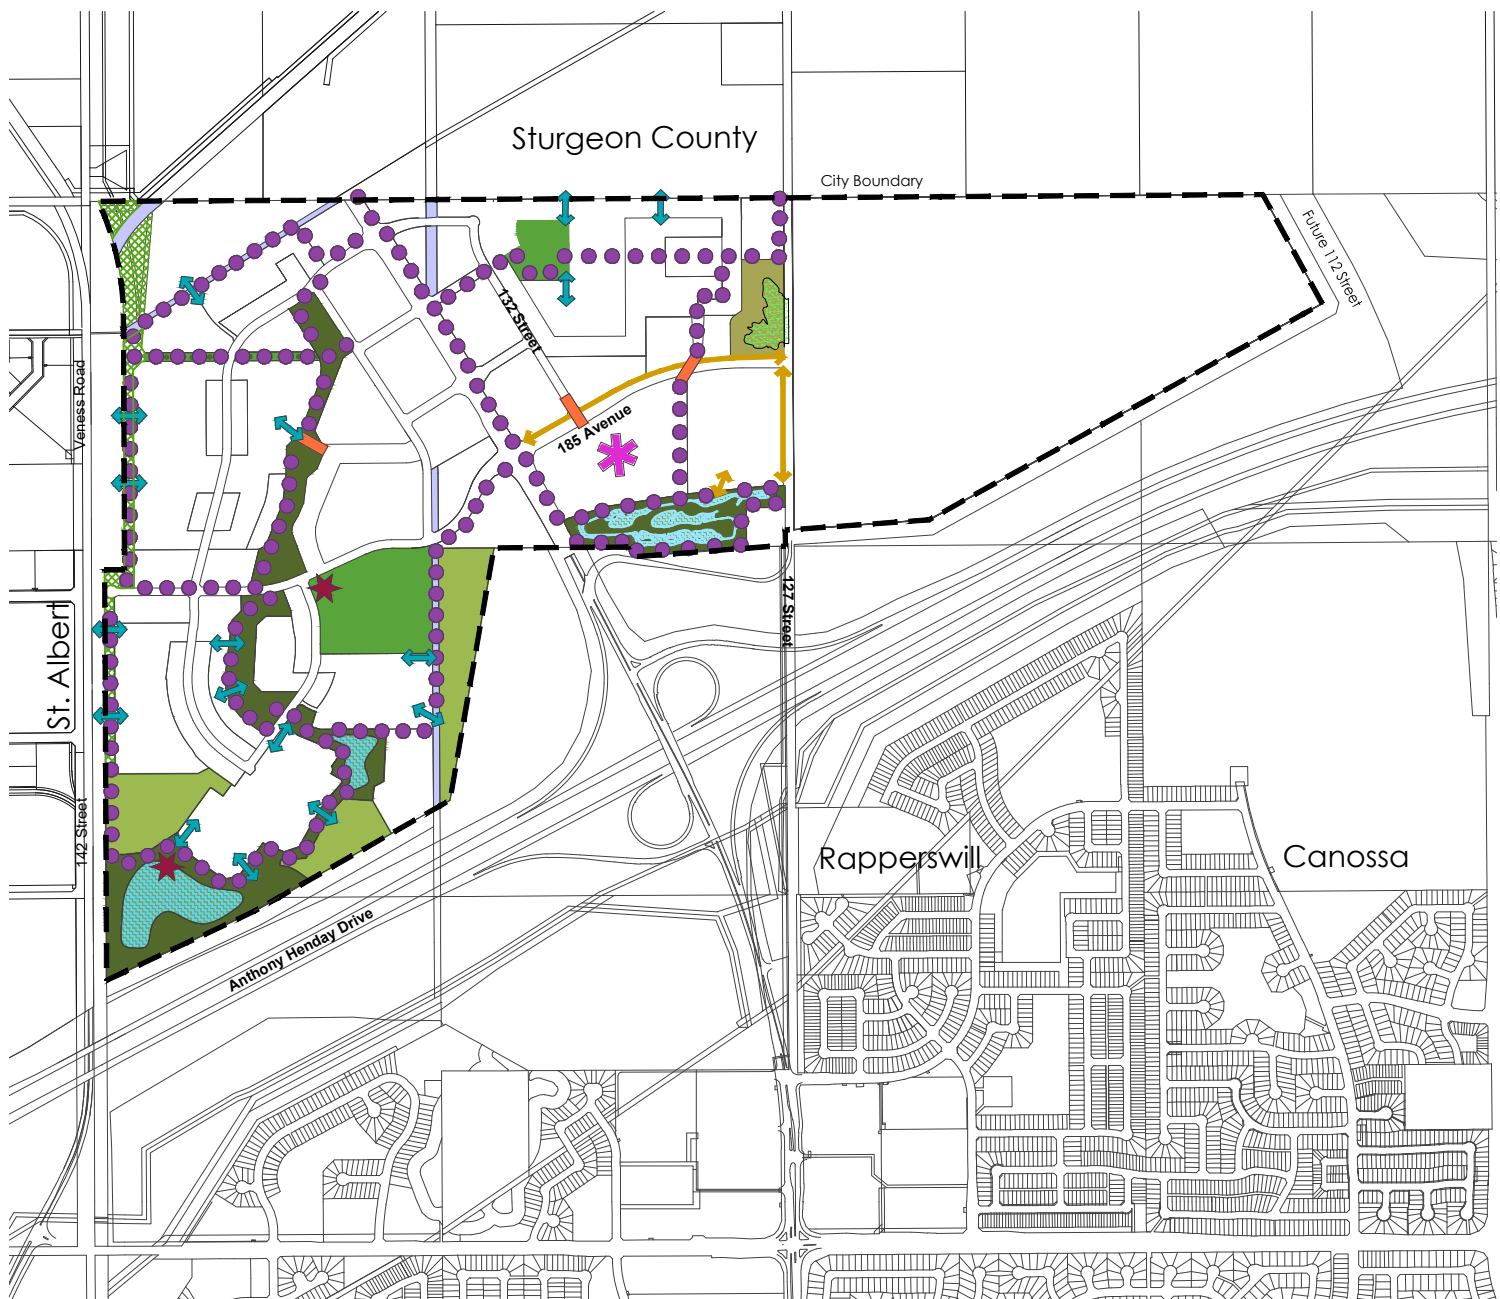 Sturgeon County
City Boundary
Future 112 Street
132 Street
Veness Road
185 Avenue
127 Street
St. Albert
142 Street
Rapperswill
Canossa
Anthony Henday Drive